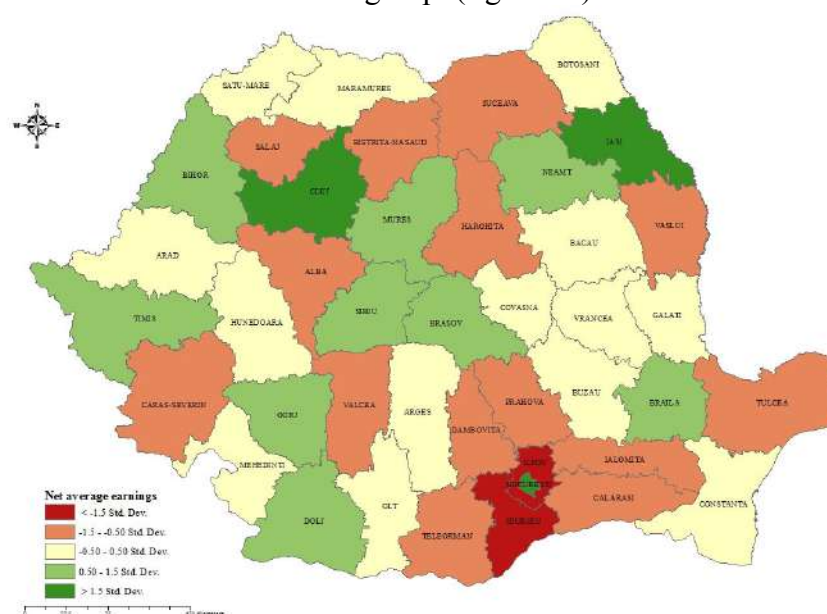 BOTOSANI
SATU-MARE
MARAMURES
SUCEAVA
N
W E
S
IASI
SALAJ
BISTRITA-NASAUD
BIHOR
CLUJ
NEAMT
MURES
HARGHITA
VASLUI
BACAU
ARAD
ALBA
COVASNA
SIBIU
TIMIS
HUNEDOARA
BRASOV
VRANCEA
GALATI
CARAS-SEVERIN
GORJ
VALCEA
ARGES
PRAHOVA
BUZAU
BRAILA
TULCEA
DAMBOVITA
ILFOV
IALOMITA
MEHEDINTI
CALARASI
CONSTANTA
Net average earnings
< -1.5 Std. Dev.
-1.5 - -0.50 Std. Dev.
-0.50 - 0.50 Std. Dev.
0.50 - 1.5 Std. Dev.
> 1.5 Std. Dev.
DOLJ
OLT
TELEORMAN
GIURGIU